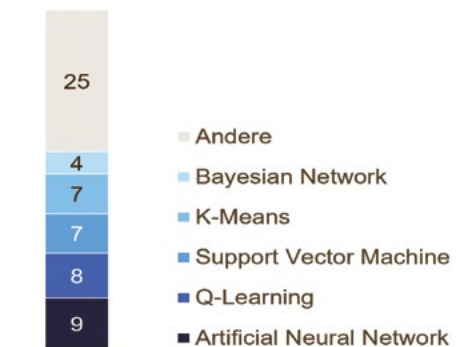 25
4
7
7
8
9
Andere
Bayesian Network
K-Means
Support Vector Machine
Q-Learning
Artificial Neural Network